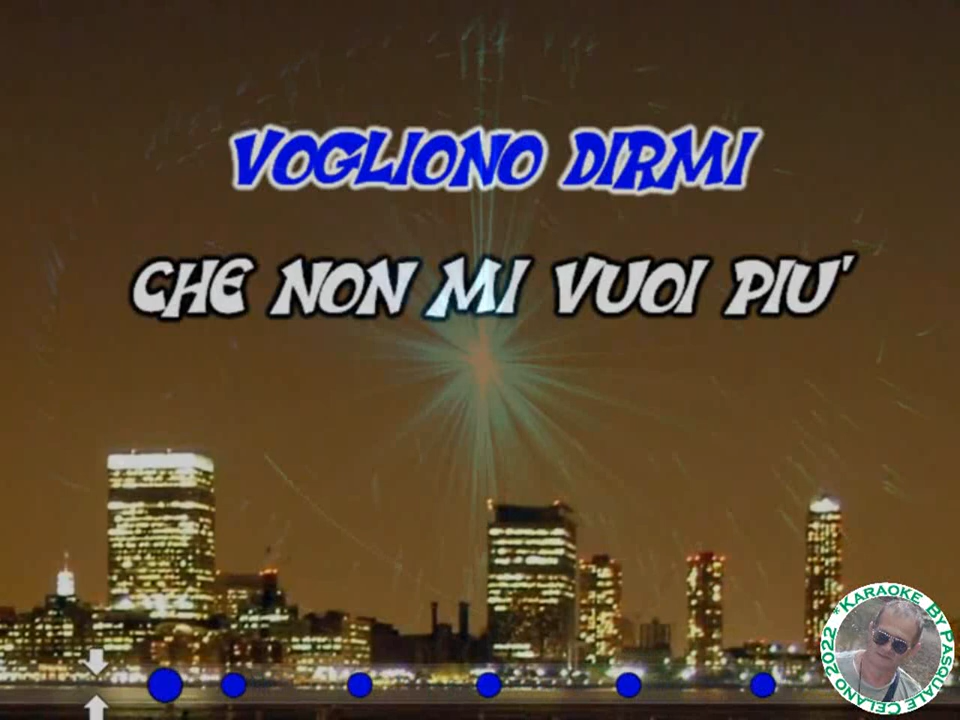 VOGLIONO DIRMI
CHE NON MI VUOI PIU'
*KARAOKE BY PASQUALE CELANO 2022